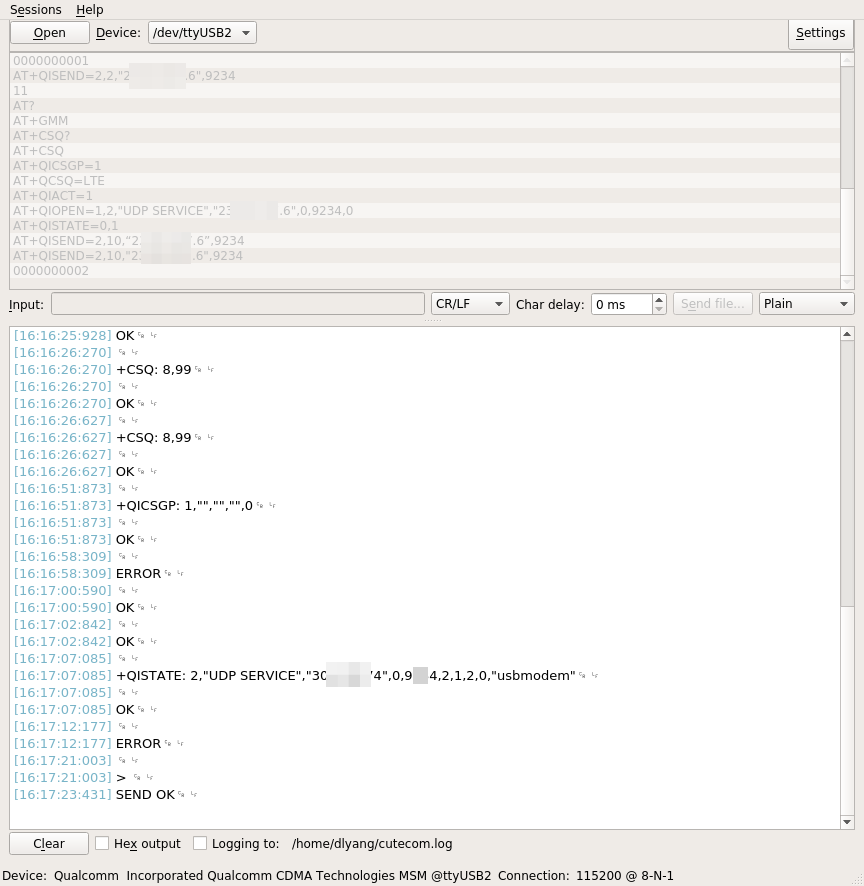 Sessions Help
Open Device: /dev/ttyUSB2 Settings
0000000001
AT+QISEND=2,2,"2 .6",9234
11
AT?
AT+GMM
AT+CSQ?
AT+CSQ
AT+QICSGP=1
AT+QCSQ=LTE
AT+QIACT=1
AT+QIOPEN=1,2,"UDP SERVICE","23 .6",0,9234,0
AT+QISTATE=0,1
AT+QISEND=2,10,“2 .6”,9234
AT+QISEND=2,10,"2 .6",9234
0000000002
Input: CR/LF Char delay: 0 ms Send file... Plain
[16:16:25:928] OK␍␊
[16:16:26:270] ␍␊
[16:16:26:270] +CSQ: 8,99␍␊
[16:16:26:270] ␍␊
[16:16:26:270] OK␍␊
[16:16:26:627] ␍␊
[16:16:26:627] +CSQ: 8,99␍␊
[16:16:26:627] ␍␊
[16:16:26:627] OK␍␊
[16:16:51:873] ␍␊
[16:16:51:873] +QICSGP: 1,"","","",0␍␊
[16:16:51:873] ␍␊
[16:16:51:873] OK␍␊
[16:16:58:309] ␍␊
[16:16:58:309] ERROR␍␊
[16:17:00:590] ␍␊
[16:17:00:590] OK␍␊
[16:17:02:842] ␍␊
[16:17:02:842] OK␍␊
[16:17:07:085] ␍␊
[16:17:07:085] +QISTATE: 2,"UDP SERVICE","30 4",0,9 4,2,1,2,0,"usbmodem"␍␊
[16:17:07:085] ␍␊
[16:17:07:085] OK␍␊
[16:17:12:177] ␍␊
[16:17:12:177] ERROR␍␊
[16:17:21:003] ␍␊
[16:17:21:003] > ␍␊
[16:17:23:431] SEND OK␍␊
Clear Hex output Logging to: /home/dlyang/cutecom.log
Device: Qualcomm Incorporated Qualcomm CDMA Technologies MSM @ttyUSB2 Connection: 115200 @ 8-N-1